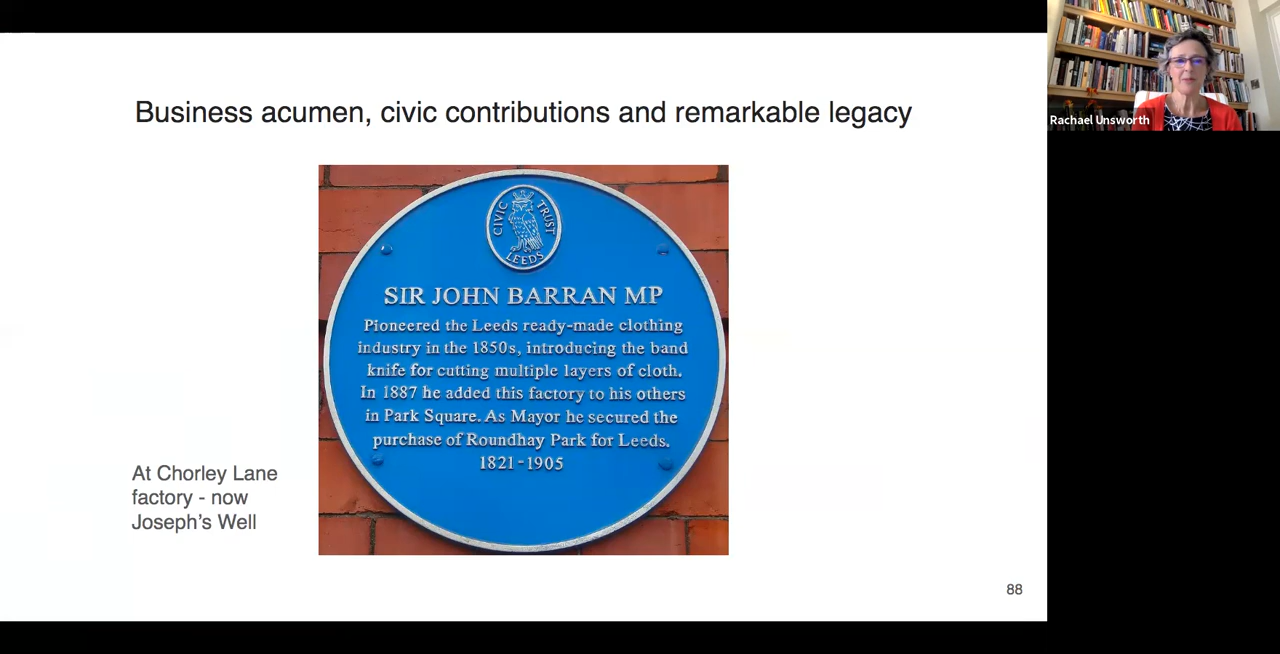 Business acumen, civic contributions and remarkable legacy
CIVIC TRUST
LEEDS
SIR JOHN BARRAN MP
Pioneered the Leeds ready-made clothing
industry in the 1850s, introducing the band
knife for cutting multiple layers of cloth.
In 1887 he added this factory to his others
in Park Square. As Mayor he secured the
purchase of Roundhay Park for Leeds.
1821-1905
At Chorley Lane
factory - now
Joseph's Well
88
Rachael Unsworth